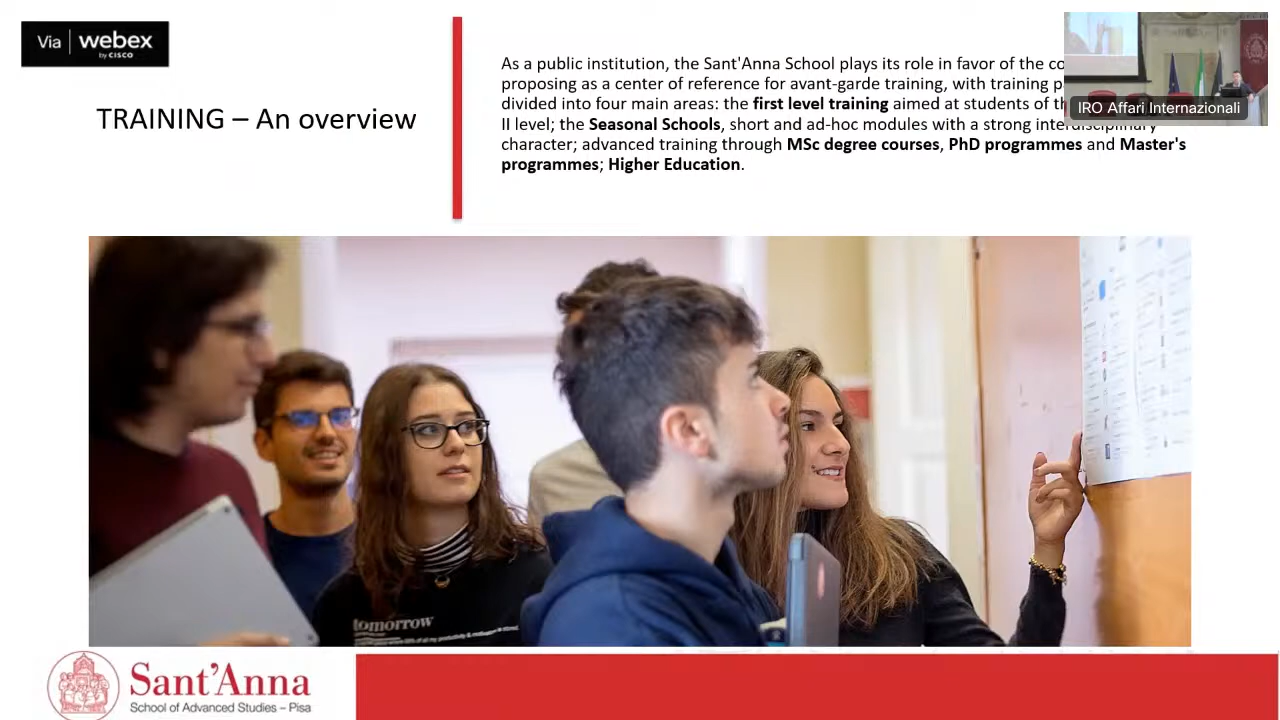 Via webex
by CISCO
TRAINING – An overview
As a public institution, the Sant'Anna School plays its role in favor of the
proposing as a center of reference for avant-garde training, with training
divided into four main areas: the first level training aimed at students of
II level; the Seasonal Schools, short and ad-hoc modules with a strong interdisciplinary
character; advanced training through MSc degree courses, PhD programmes and Master's
programmes; Higher Education.
IRO Affari Internazionali
tomorrow
Sant'Anna
School of Advanced Studies – Pisa